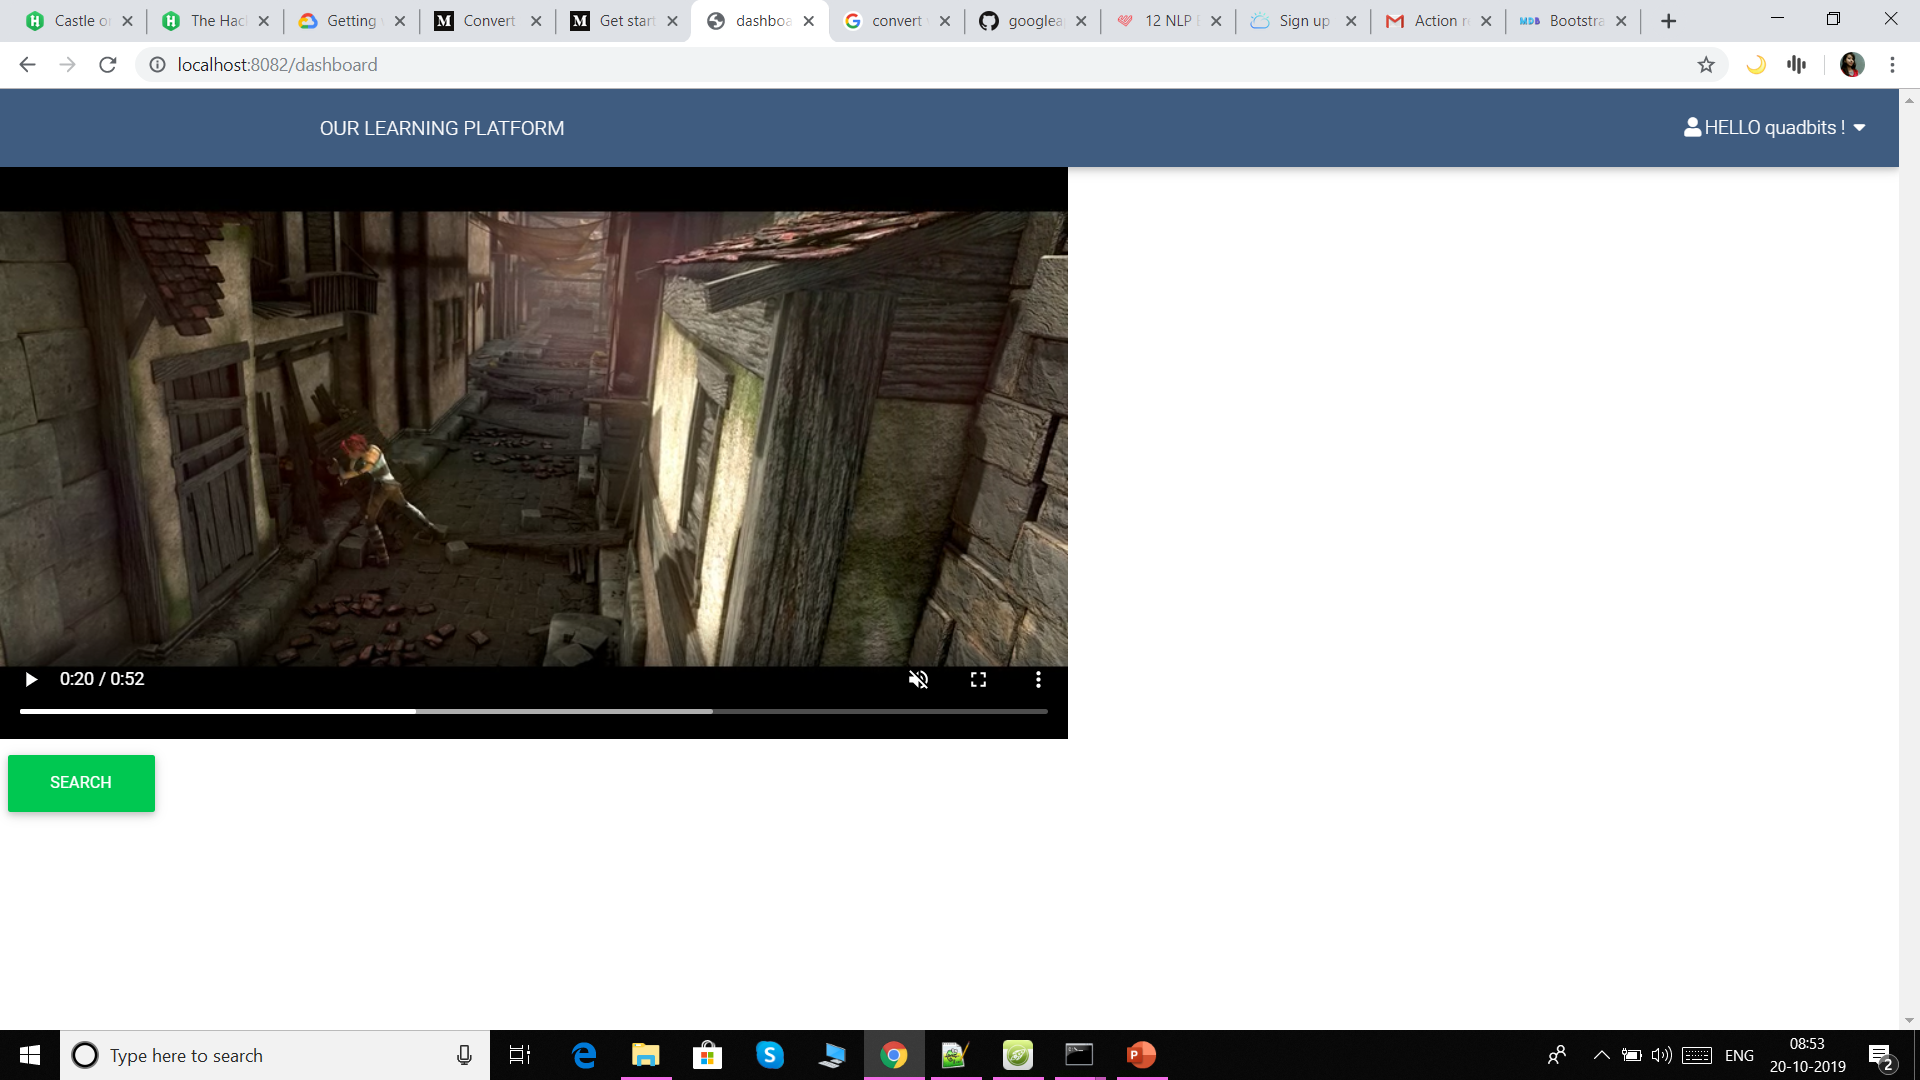 Castle o
The Hac
Getting
Convert
Get start
dashboa
convert
googlea
12 NLP
Sign up
Action r
Bootstra
localhost:8082/dashboard
OUR LEARNING PLATFORM
HELLO quadbits !
0:20 / 0:52
SEARCH
Type here to search
ENG
08:53
20-10-2019
2